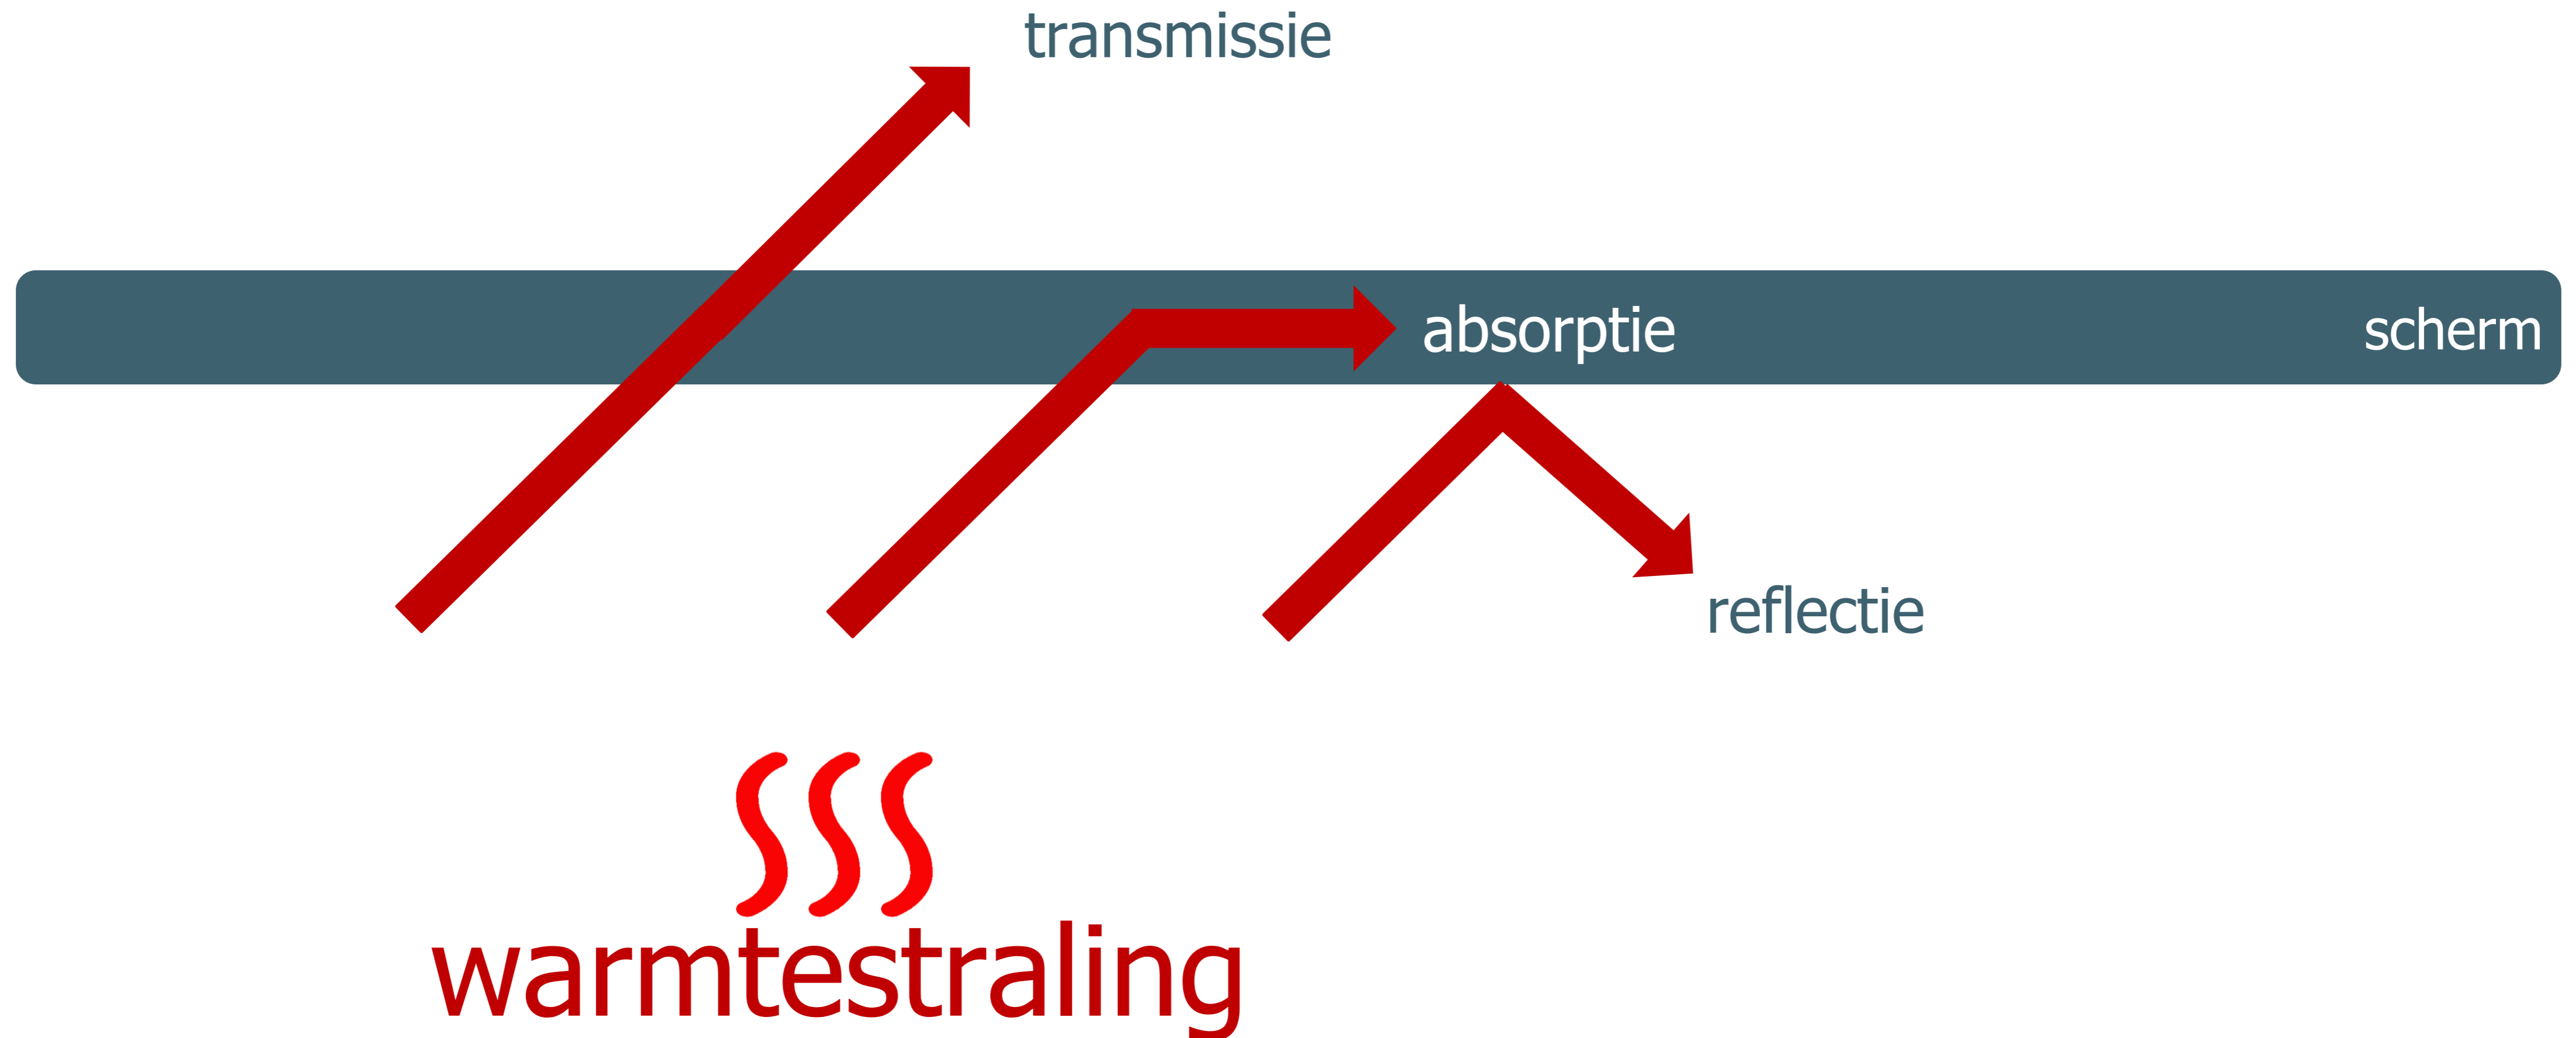 transmissie
absorptie
scherm
reflectie
warmtestraling